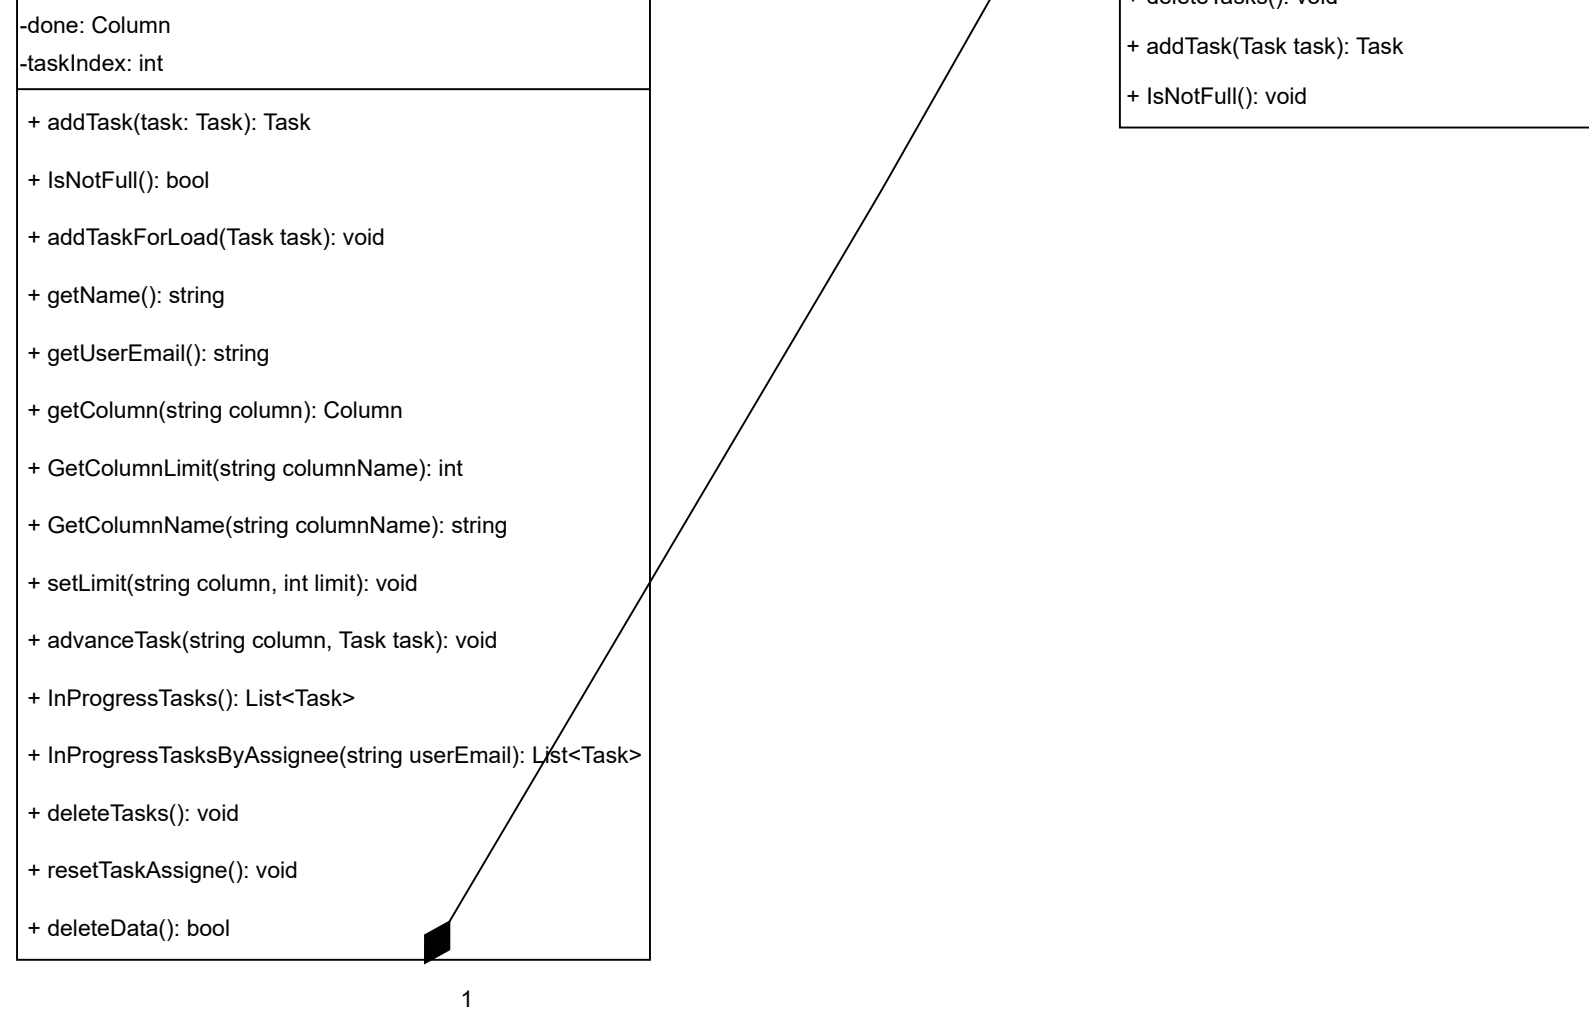 -done: Column
-taskIndex: int
+ addTask(task: Task): Task
+ IsNotFull(): bool
+ addTaskForLoad(Task task): void
+ getName(): string
+ getUserEmail(): string
+ getColumn(string column): Column
+ GetColumnLimit(string columnName): int
+ GetColumnName(string columnName): string
+ setLimit(string column, int limit): void
+ advanceTask(string column, Task task): void
+ InProgressTasks(): List<Task>
+ InProgressTasksByAssignee(string userEmail): List<Task>
+ deleteTasks(): void
+ resetTaskAssigne(): void
+ deleteData(): bool
1
+ deleteTasks(): void
+ addTask(Task task): Task
+ IsNotFull(): void